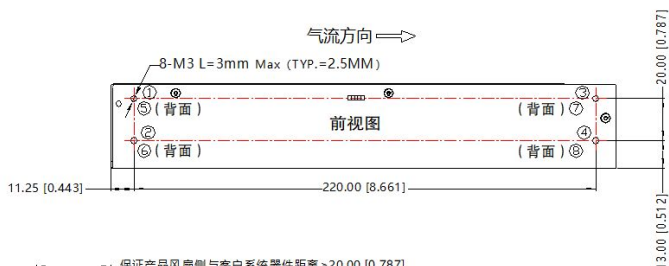 气流方向
8-M3 L=3mm Max (TYP.=2.5MM)
① ③
⑤ (背面) (背面) ⑦
前视图
② ④
⑥ (背面) (背面) ⑧
11.25 [0.443]
220.00 [8.661]
20.00 [0.787]
3.00 [0.512]
保证产品风扇侧与客户系统器件距离>20.00 [0.787]